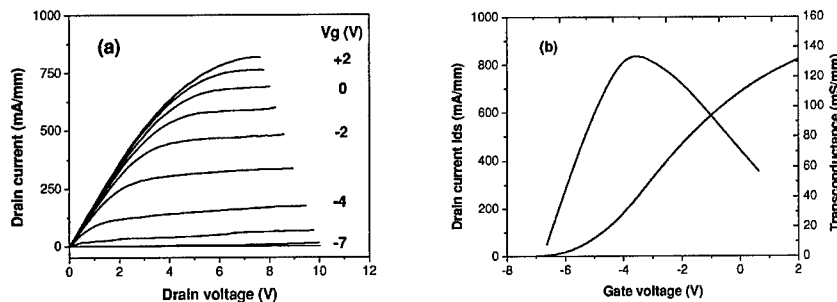 (a)
Vg (V)
+2
0
-2
-4
-7
1000
750
500
250
0
0 2 4 6 8 10 12
Drain current (mA/mm)
Drain voltage (V)
(b)
1000
800
600
400
200
0
-8 -6 -4 -2 0 2
160
140
120
100
80
60
40
20
0
Drain current Ids (mA/mm)
Gate voltage (V)
Transconductance (mS/mm)